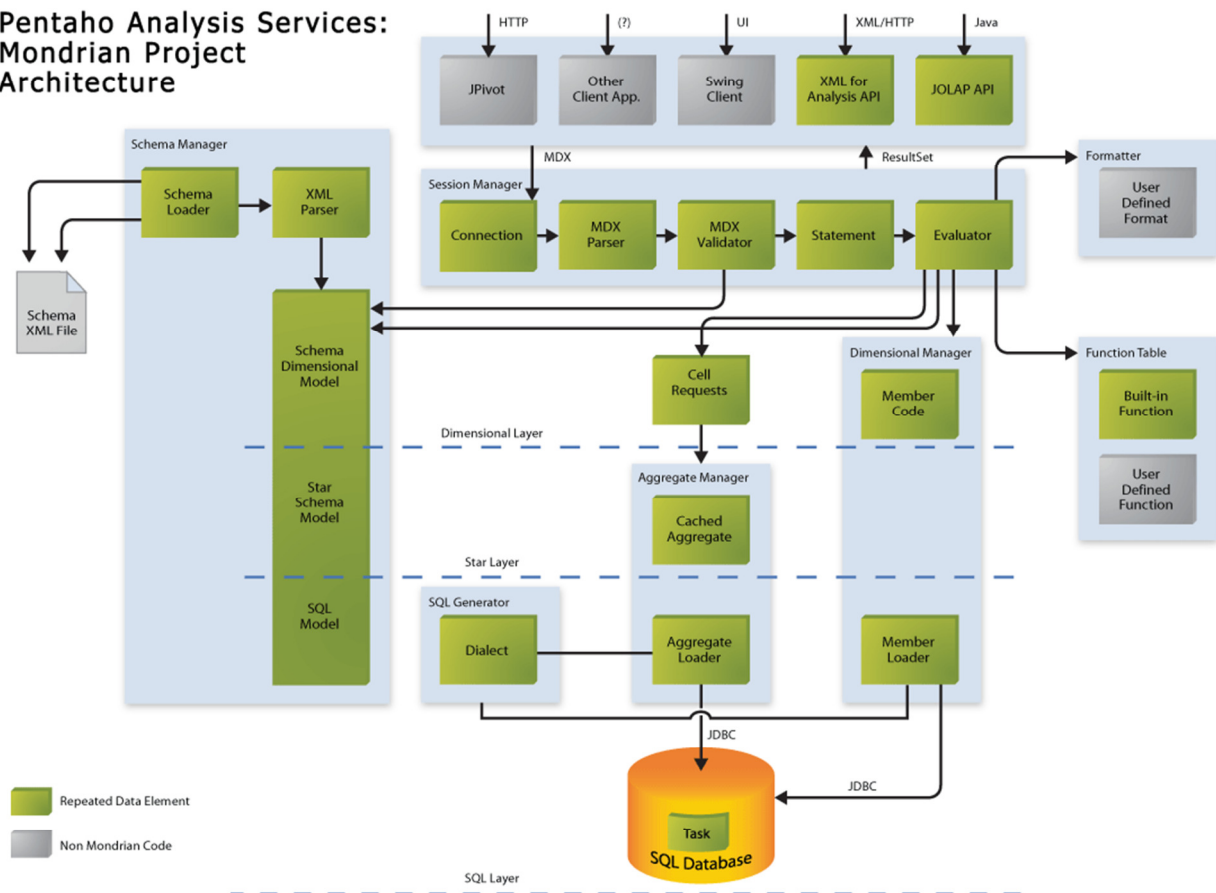 Pentaho Analysis Services:
Mondrian Project
Architecture
HTTP
(?)
UI
XML/HTTP
Java
JPivot
Other
Client App.
Swing
Client
XML for
Analysis API
JOLAP API
MDX
ResultSet
Schema Manager
Schema
Loader
XML
Parser
Schema
XML File
Schema
Dimensional
Model
Star
Schema
Model
SQL
Model
Session Manager
Connection
MDX
Parser
MDX
Validator
Statement
Evaluator
Formatter
User
Defined
Format
Cell
Requests
Dimensional Manager
Member
Code
Function Table
Built-in
Function
User
Defined
Function
Dimensional Layer
Aggregate Manager
Cached
Aggregate
Star Layer
SQL Generator
Dialect
Aggregate
Loader
Member
Loader
JDBC
JDBC
Task
SQL Database
Repeated Data Element
Non Mondrian Code
SQL Layer